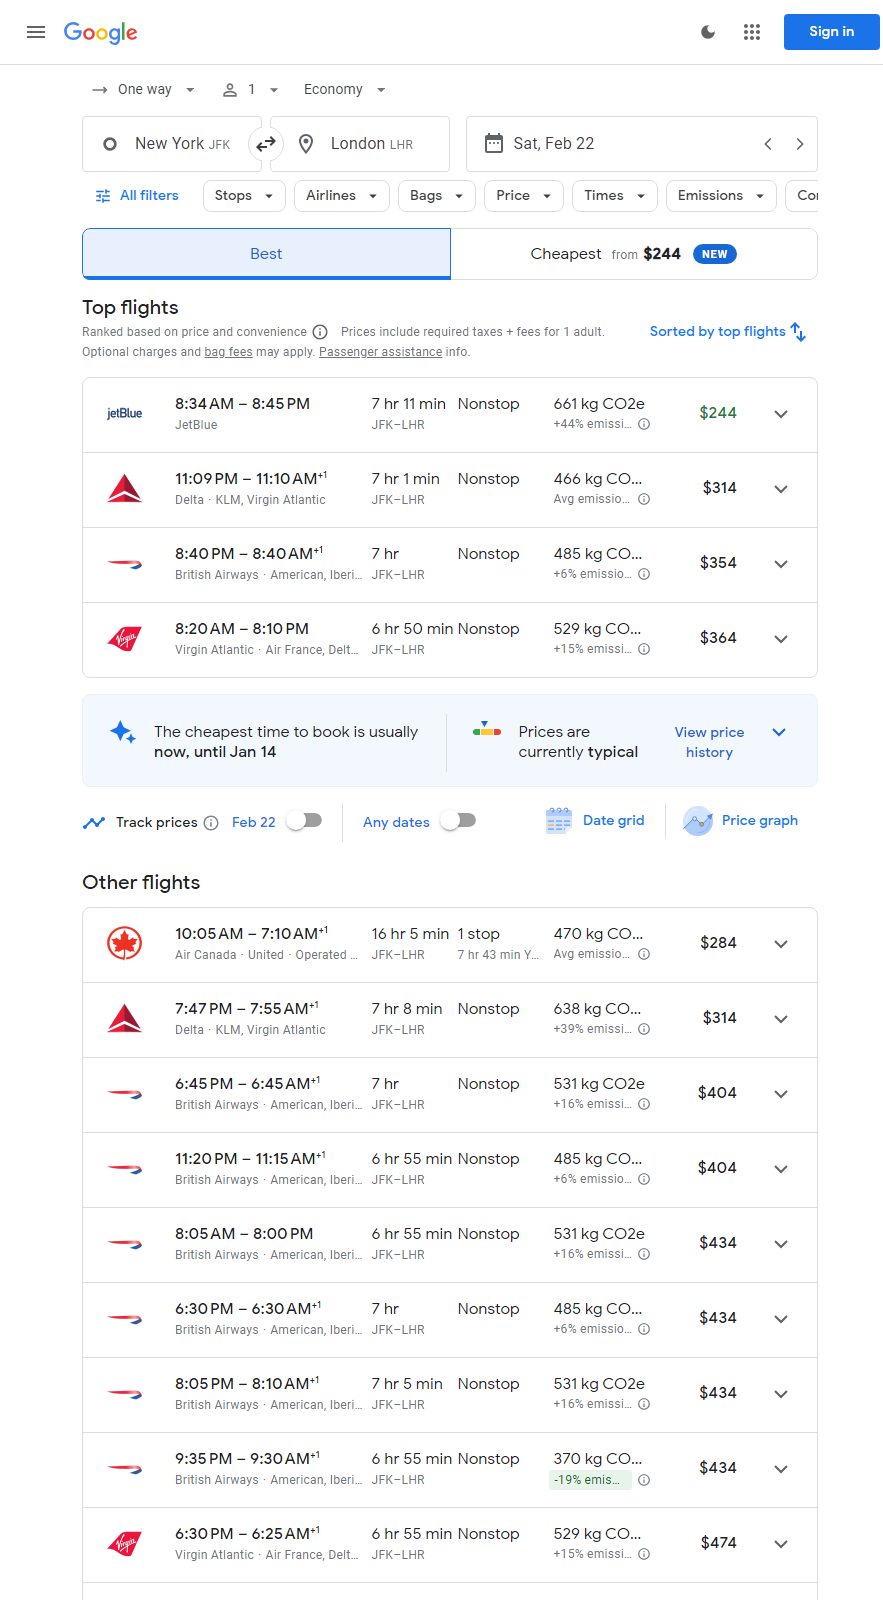 Google
Sign in
One way 1 Economy
New York JFK London LHR Sat, Feb 22
All filters Stops Airlines Bags Price Times Emissions
Best Cheapest from $244 NEW
Top flights
Ranked based on price and convenience Prices include required taxes + fees for 1 adult.
Optional charges and bag fees may apply. Passenger assistance info.
Sorted by top flights
jetBlue 8:34 AM – 8:45 PM 7 hr 11 min Nonstop 661 kg CO2e $244
JetBlue JFK–LHR +44% emissi...
11:09 PM – 11:10 AM+1 7 hr 1 min Nonstop 466 kg CO... $314
Delta · KLM, Virgin Atlantic JFK–LHR Avg emissio...
8:40 PM – 8:40 AM+1 7 hr Nonstop 485 kg CO... $354
British Airways · American, Iberi... JFK–LHR +6% emissio...
Virgin 8:20 AM – 8:10 PM 6 hr 50 min Nonstop 529 kg CO... $364
Virgin Atlantic · Air France, Delt... JFK–LHR +15% emissi...
The cheapest time to book is usually
now, until Jan 14
Prices are
currently typical
View price
history
Track prices Feb 22 Any dates Date grid Price graph
Other flights
10:05 AM – 7:10 AM+1 16 hr 5 min 1 stop 470 kg CO... $284
Air Canada · United · Operated ... JFK–LHR 7 hr 43 min Y... Avg emissio...
7:47 PM – 7:55 AM+1 7 hr 8 min Nonstop 638 kg CO... $314
Delta · KLM, Virgin Atlantic JFK–LHR +39% emissi...
6:45 PM – 6:45 AM+1 7 hr Nonstop 531 kg CO2e $404
British Airways · American, Iberi... JFK–LHR +16% emissi...
11:20 PM – 11:15 AM+1 6 hr 55 min Nonstop 485 kg CO... $404
British Airways · American, Iberi... JFK–LHR +6% emissio...
8:05 AM – 8:00 PM 6 hr 55 min Nonstop 531 kg CO2e $434
British Airways · American, Iberi... JFK–LHR +16% emissi...
6:30 PM – 6:30 AM+1 7 hr Nonstop 485 kg CO... $434
British Airways · American, Iberi... JFK–LHR +6% emissio...
8:05 PM – 8:10 AM+1 7 hr 5 min Nonstop 531 kg CO2e $434
British Airways · American, Iberi... JFK–LHR +16% emissi...
9:35 PM – 9:30 AM+1 6 hr 55 min Nonstop 370 kg CO... $434
British Airways · American, Iberi... JFK–LHR -19% emis...
Virgin 6:30 PM – 6:25 AM+1 6 hr 55 min Nonstop 529 kg CO... $474
Virgin Atlantic · Air France, Delt... JFK–LHR +15% emissi...